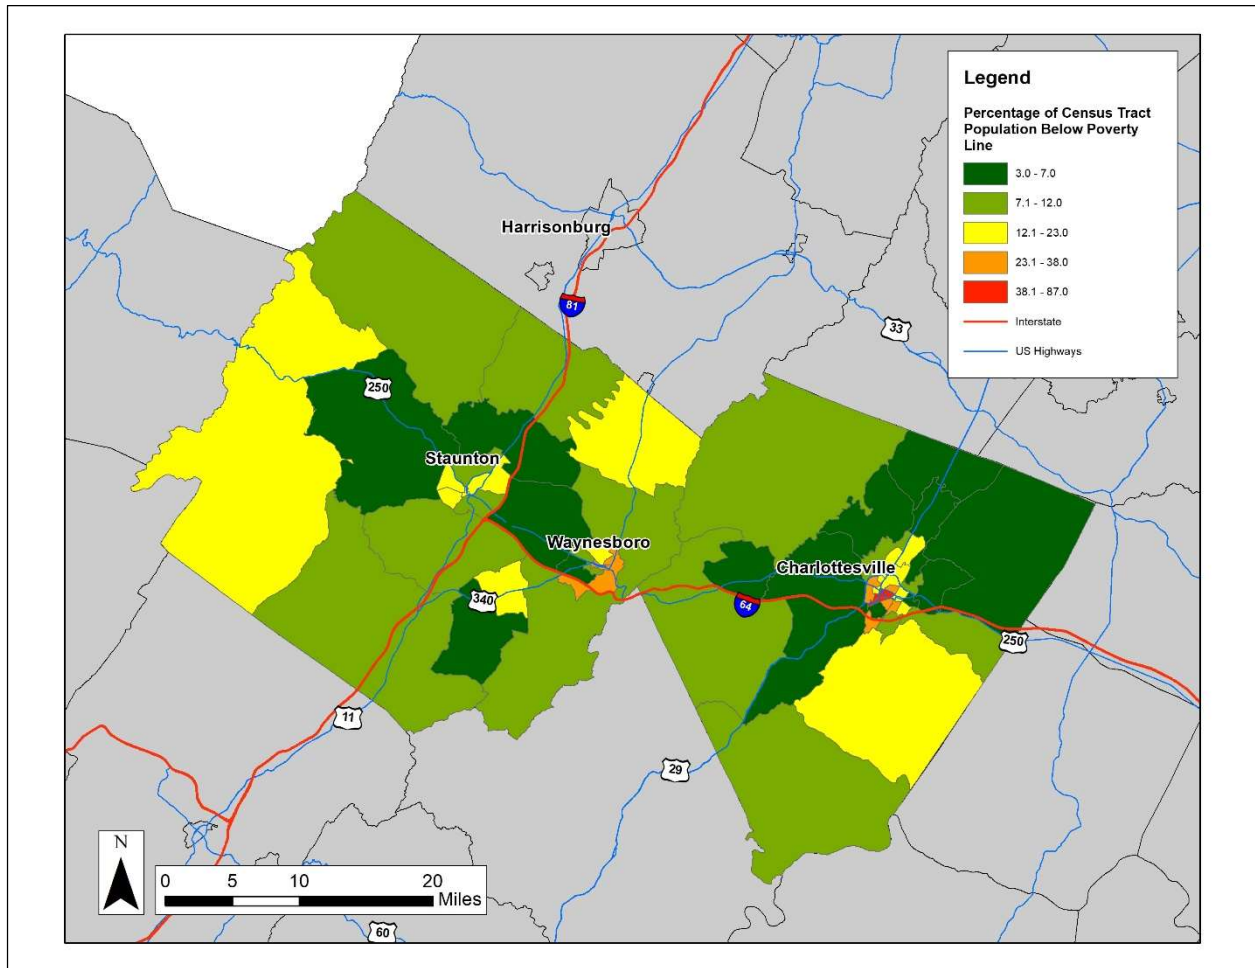 Legend
Percentage of Census Tract
Population Below Poverty
Line
3.0 - 7.0
7.1 - 12.0
12.1 - 23.0
23.1 - 38.0
38.1 - 87.0
Interstate
US Highways
Harrisonburg
81
33
250
Staunton
Waynesboro
Charlottesville
340
64
250
11
29
N
0 5 10 20
Miles
60